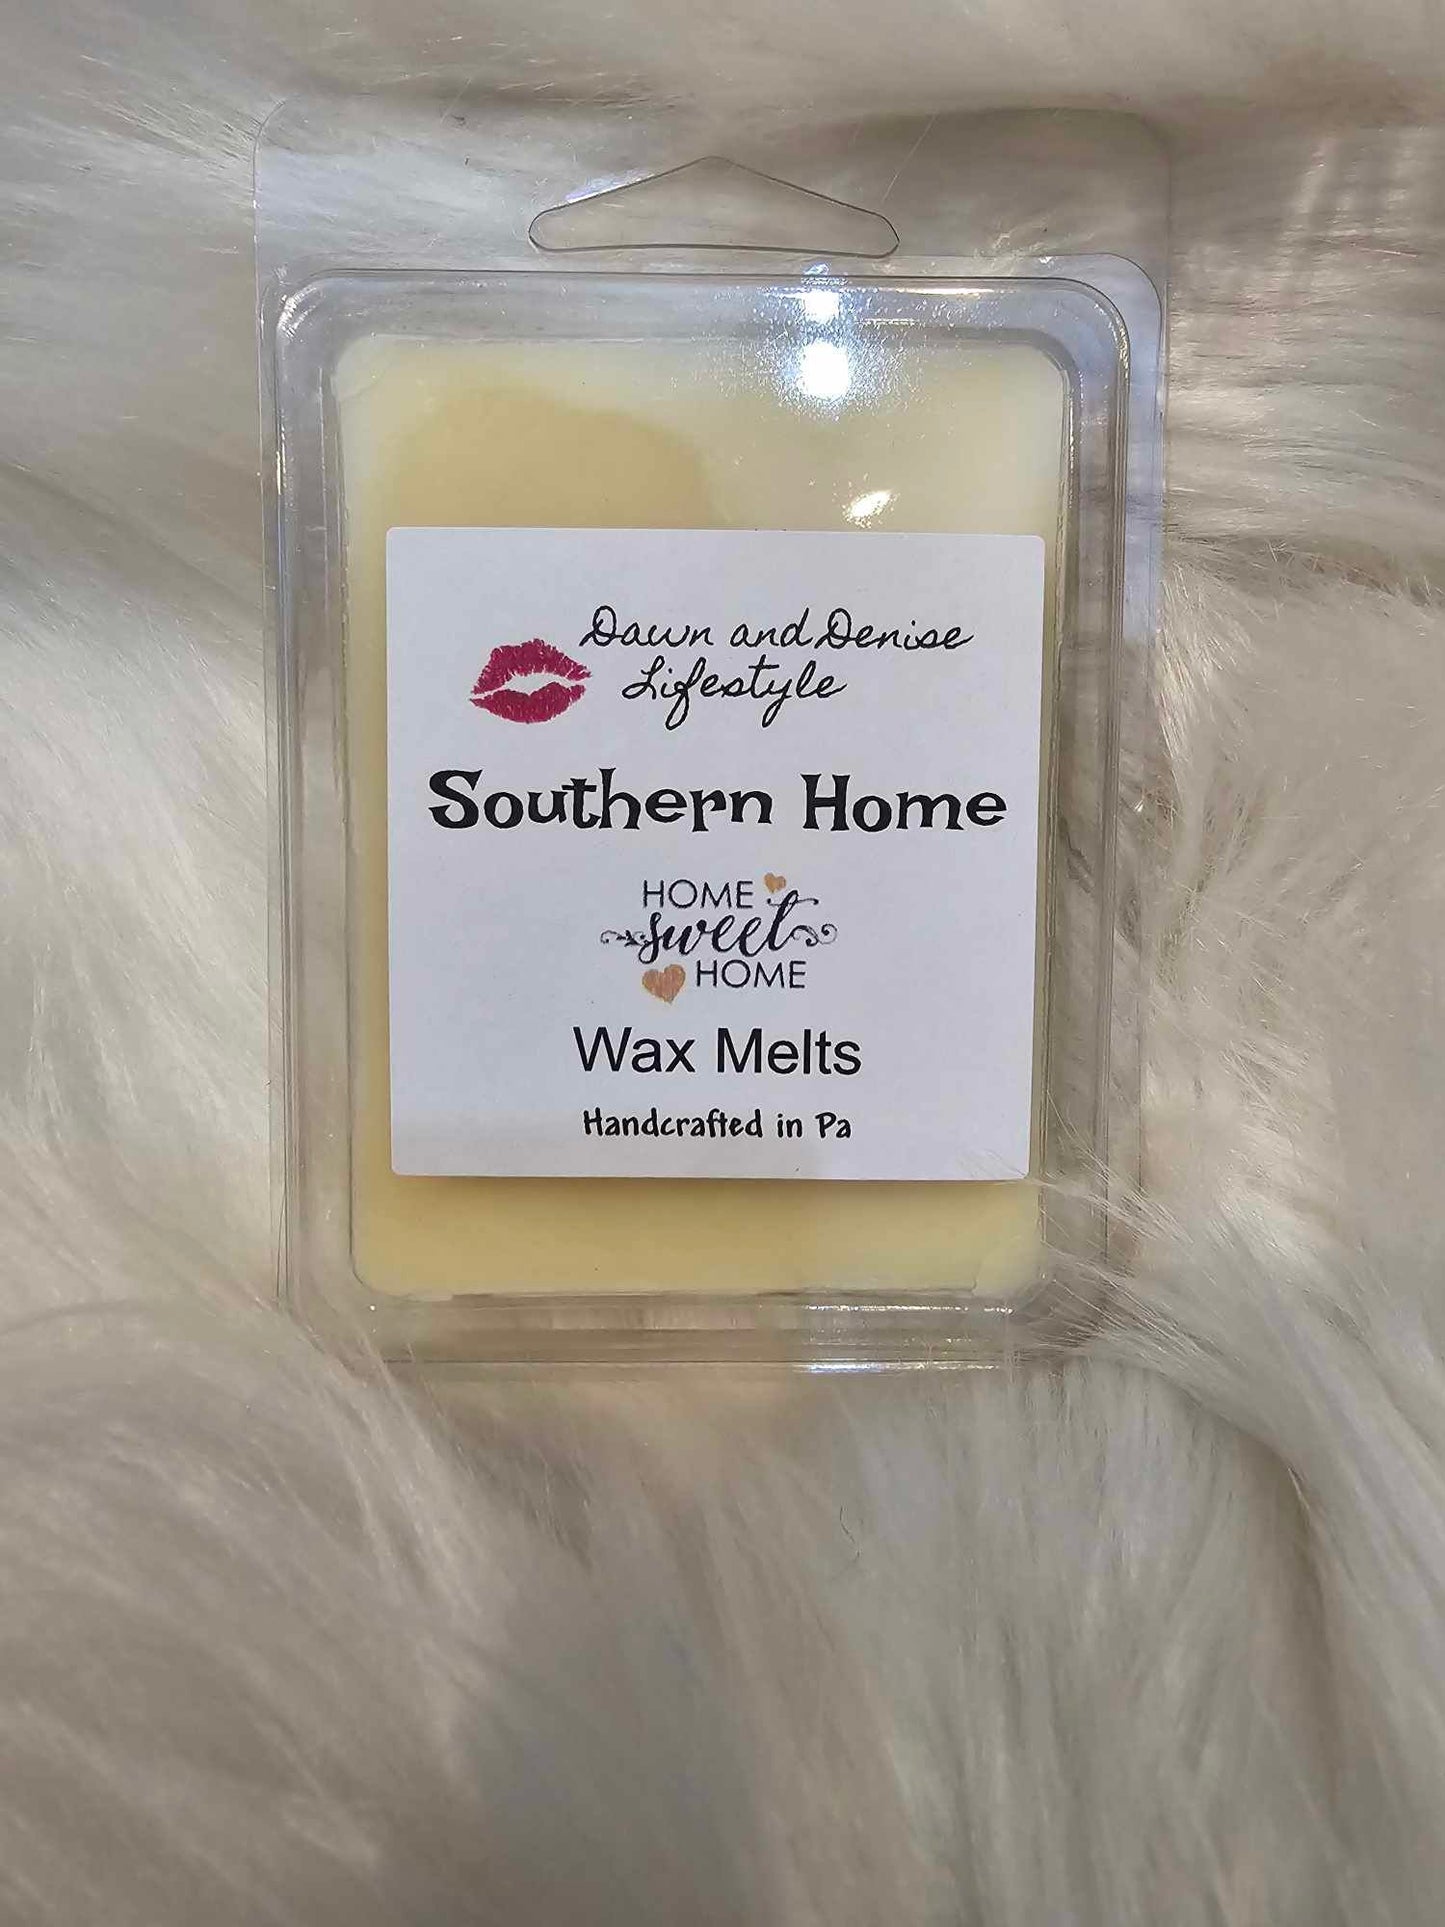 Dawn and Denise
Lifestyle
Southern Home
HOME
sweet
HOME
Wax Melts
Handcrafted in Pa